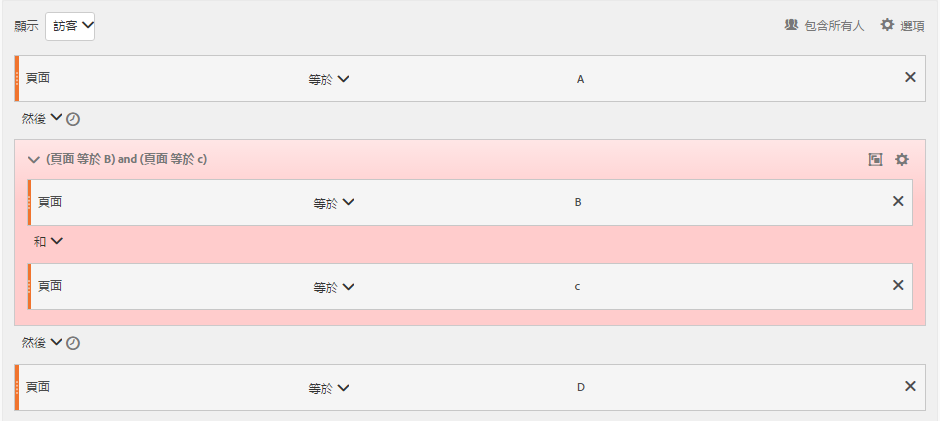 顯示 訪客 包含所有人 選項
頁面 等於 A
然後
(頁面 等於 B) and (頁面 等於 c)
頁面 等於 B
和
頁面 等於 c
然後
頁面 等於 D